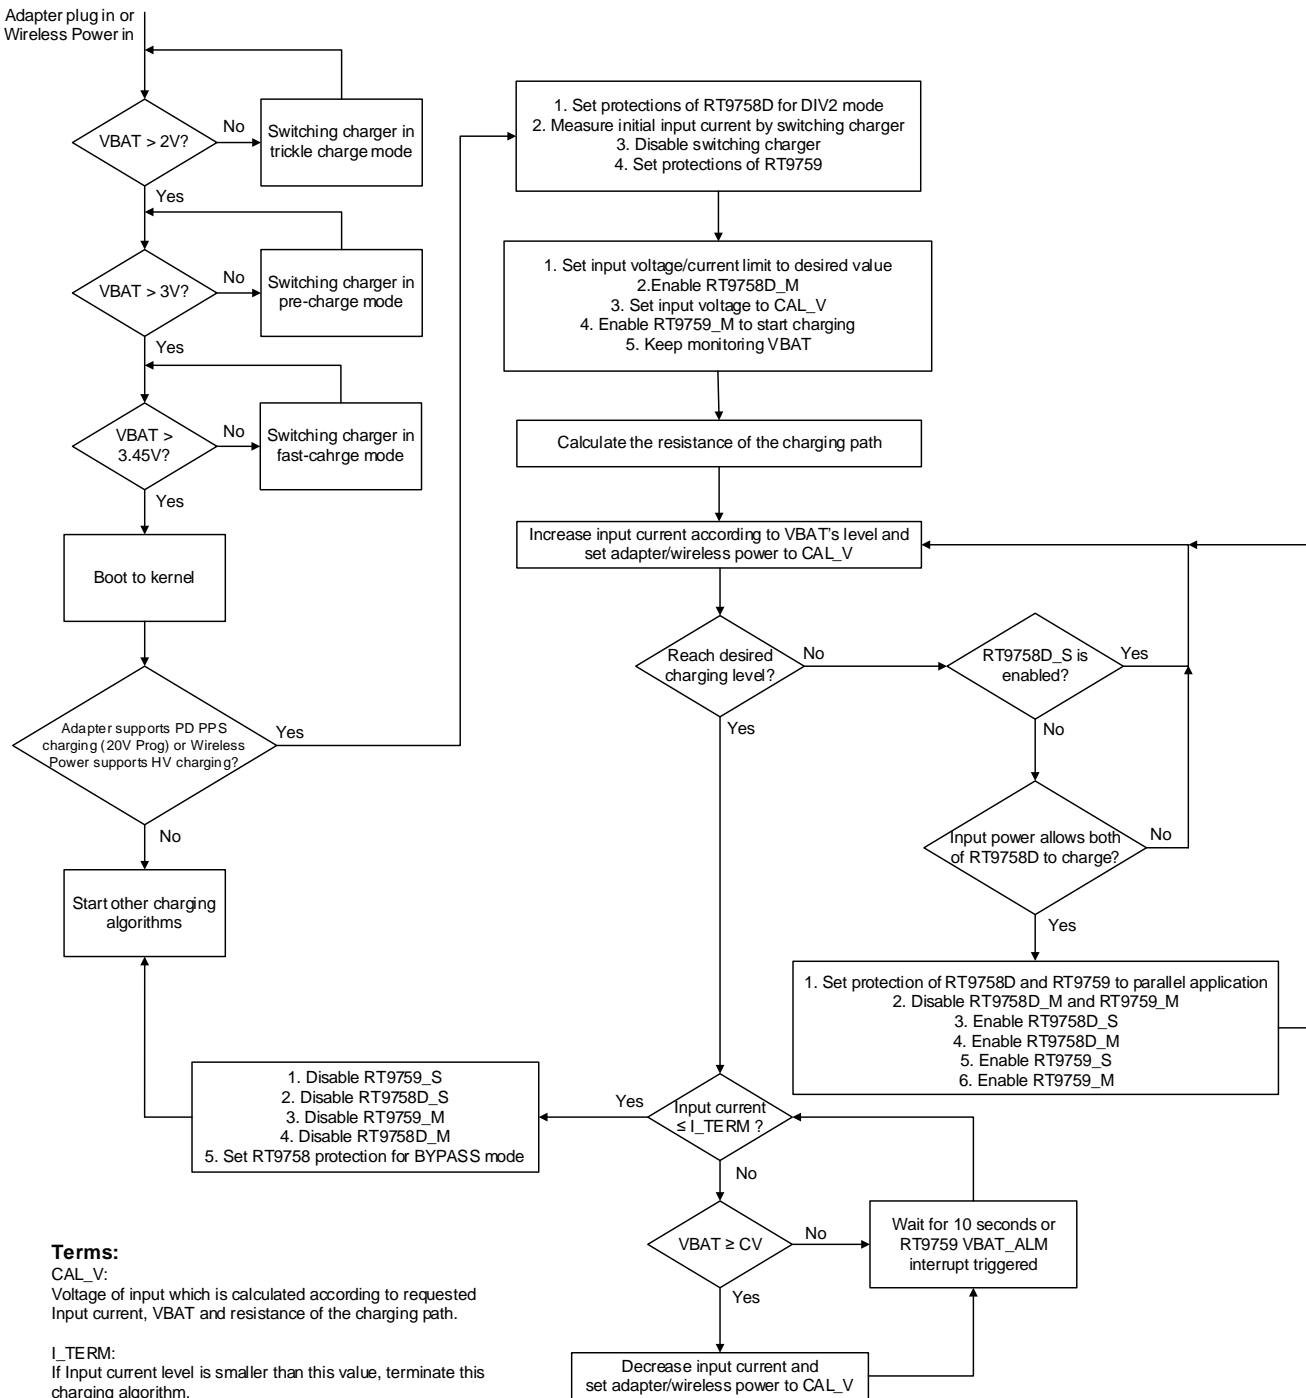 Adapter plug in or
Wireless Power in
VBAT > 2V?
No
Switching charger in
trickle charge mode
Yes
VBAT > 3V?
No
Switching charger in
pre-charge mode
Yes
VBAT >
3.45V?
No
Switching charger in
fast-cahrge mode
Yes
Boot to kernel
Adapter supports PD PPS
charging (20V Prog) or Wireless
Power supports HV charging?
Yes
No
Start other charging
algorithms
1. Set protections of RT9758D for DIV2 mode
2. Measure initial input current by switching charger
3. Disable switching charger
4. Set protections of RT9759
1. Set input voltage/current limit to desired value
2.Enable RT9758D_M
3. Set input voltage to CAL_V
4. Enable RT9759_M to start charging
5. Keep monitoring VBAT
Calculate the resistance of the charging path
Increase input current according to VBAT's level and
set adapter/wireless power to CAL_V
Reach desired
charging level?
No
Yes
RT9758D_S is
enabled?
Yes
No
Input power allows both
of RT9758D to charge?
No
Yes
1. Set protection of RT9758D and RT9759 to parallel application
2. Disable RT9758D_M and RT9759_M
3. Enable RT9758D_S
4. Enable RT9758D_M
5. Enable RT9759_S
6. Enable RT9759_M
Input current
≤ I_TERM ?
Yes
No
1. Disable RT9759_S
2. Disable RT9758D_S
3. Disable RT9759_M
4. Disable RT9758D_M
5. Set RT9758 protection for BYPASS mode
VBAT ≥ CV
No
Yes
Wait for 10 seconds or
RT9759 VBAT_ALM
interrupt triggered
Decrease input current and
set adapter/wireless power to CAL_V
Terms:
CAL_V:
Voltage of input which is calculated according to requested
Input current, VBAT and resistance of the charging path.
I_TERM:
If Input current level is smaller than this value, terminate this
charging algorithm.